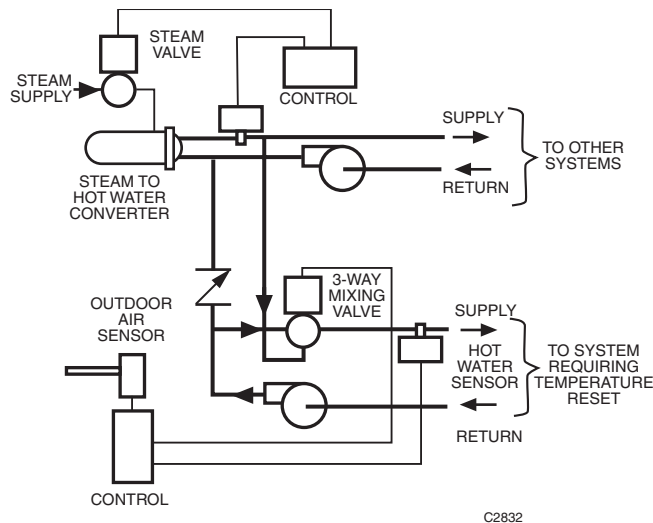 STEAM
VALVE
STEAM
SUPPLY
CONTROL
SUPPLY
RETURN
TO OTHER
SYSTEMS
STEAM TO
HOT WATER
CONVERTER
3-WAY
MIXING
VALVE
OUTDOOR
AIR
SENSOR
SUPPLY
HOT
WATER
SENSOR
TO SYSTEM
REQUIRING
TEMPERATURE
RESET
RETURN
CONTROL
C2832